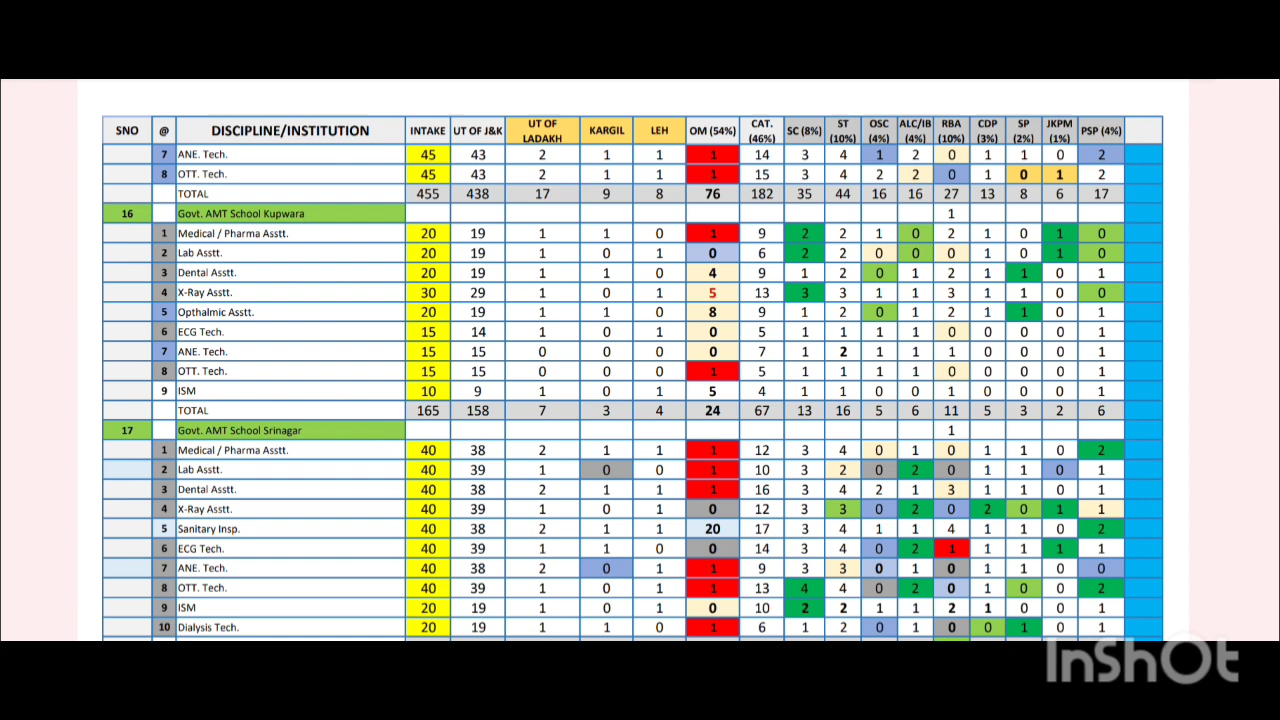 SNO @ DISCIPLINE/INSTITUTION INTAKE UT OF J&K UT OF LADAKH KARGIL LEH OM (54%) CAT. (46%) SC (8%) ST (10%) OSC (4%) ALC/IB (4%) RBA (10%) CDP (3%) SP (2%) JKPM (1%) PSP (4%)
7 ANE. Tech. 45 43 2 1 1 1 14 3 4 1 2 0 1 1 0 2
8 OTT. Tech. 45 43 2 1 1 1 15 3 4 2 2 0 1 0 1 2
TOTAL 455 438 17 9 8 76 182 35 44 16 16 27 13 8 6 17
16 Govt. AMT School Kupwara 1
1 Medical / Pharma Asstt. 20 19 1 1 0 1 9 2 2 1 0 2 1 0 1 0
2 Lab Asstt. 20 19 1 0 1 0 6 2 2 0 0 0 1 0 1 0
3 Dental Asstt. 20 19 1 1 0 4 9 1 2 0 1 2 1 1 0 1
4 X-Ray Asstt. 30 29 1 0 1 5 13 3 3 1 1 3 1 1 0 0
5 Opthalmic Asstt. 20 19 1 1 0 8 9 1 2 0 1 2 1 1 0 1
6 ECG Tech. 15 14 1 0 1 0 5 1 1 1 1 0 0 0 0 1
7 ANE. Tech. 15 15 0 0 0 0 7 1 2 1 1 1 0 0 0 1
8 OTT. Tech. 15 15 0 0 0 1 5 1 1 1 1 0 0 0 0 1
9 ISM 10 9 1 0 1 5 4 1 1 0 0 1 0 0 0 1
TOTAL 165 158 7 3 4 24 67 13 16 5 6 11 5 3 2 6
17 Govt. AMT School Srinagar 1
1 Medical / Pharma Asstt. 40 38 2 1 1 1 12 3 4 0 1 0 1 1 0 2
2 Lab Asstt. 40 39 1 0 1 1 10 3 2 0 2 0 1 1 0 1
3 Dental Asstt. 40 38 2 1 1 1 16 3 4 2 1 3 1 1 0 1
4 X-Ray Asstt. 40 39 1 0 1 0 12 3 3 0 2 0 2 0 1 1
5 Sanitary Insp. 40 38 2 1 1 20 17 3 4 1 1 4 1 1 0 2
6 ECG Tech. 40 39 1 1 0 0 14 3 4 0 2 1 1 1 1 1
7 ANE. Tech. 40 38 2 0 1 1 9 3 3 0 1 0 1 1 0 0
8 OTT. Tech. 40 39 1 0 1 1 13 4 4 0 2 0 1 0 0 2
9 ISM 20 19 1 0 1 0 10 2 2 1 1 2 1 0 0 1
10 Dialysis Tech. 20 19 1 1 0 1 6 1 2 0 1 0 0 1 0 1
InShOt